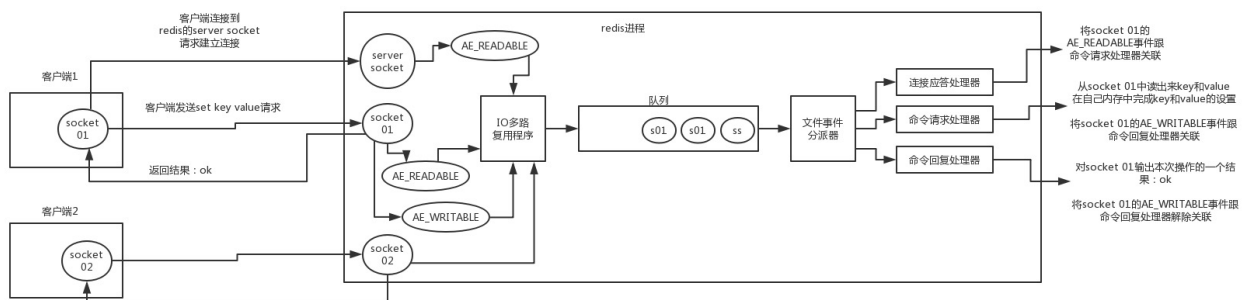 客户端连接到
redis的server socket
请求建立连接
redis进程
客户端1
socket
01
客户端发送set key value请求
返回结果：ok
server
socket
AE_READABLE
socket
01
AE_READABLE
AE_WRITABLE
IO多路
复用程序
队列
s01
s01
ss
文件事件
分派器
连接应答处理器
命令请求处理器
命令回复处理器
将socket 01的
AE_READABLE事件跟
命令请求处理器关联
从socket 01中读出来key和value
在自己内存中完成key和value的设置
将socket 01的AE_WRITABLE事件跟
命令回复处理器关联
对socket 01输出本次操作的一个结
果：ok
将socket 01的AE_WRITABLE事件跟
命令回复处理器解除关联
客户端2
socket
02
socket
02